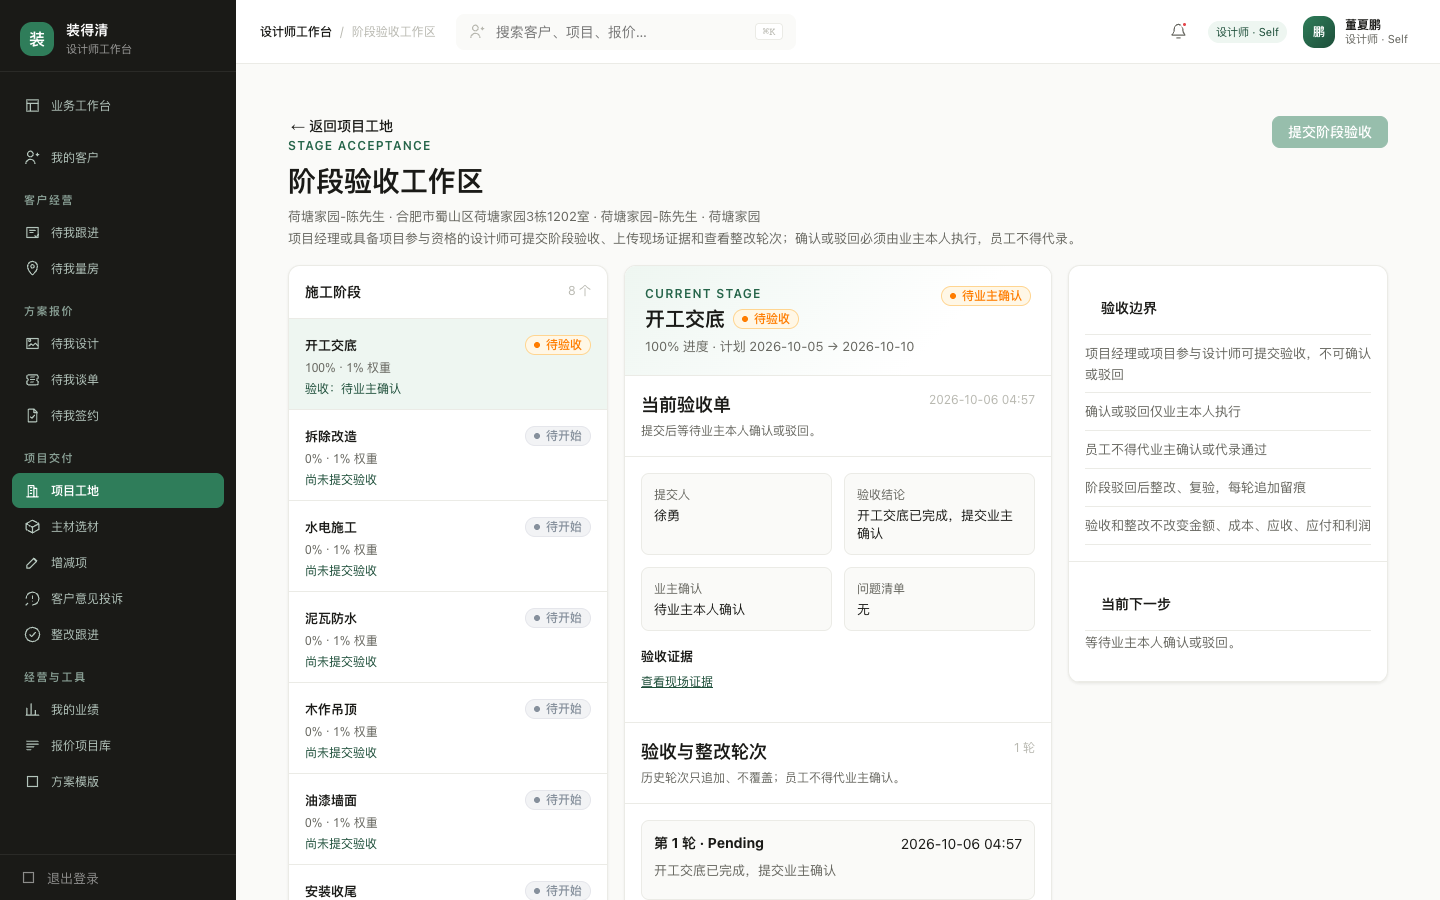 装
装得清
设计师工作台
业务工作台
我的客户
客户经营
待我跟进
待我量房
方案报价
待我设计
待我谈单
待我签约
项目交付
项目工地
主材选材
增减项
客户意见投诉
整改跟进
经营与工具
我的业绩
报价项目库
方案模版
退出登录
设计师工作台 / 阶段验收工作区
搜索客户、项目、报价...
⌘K
设计师 · Self
鹏
董夏鹏
设计师 · Self
← 返回项目工地
STAGE ACCEPTANCE
阶段验收工作区
荷塘家园-陈先生 · 合肥市蜀山区荷塘家园3栋1202室 · 荷塘家园-陈先生 · 荷塘家园
项目经理或具备项目参与资格的设计师可提交阶段验收、上传现场证据和查看整改轮次；确认或驳回必须由业主本人执行，员工不得代录。
提交阶段验收
施工阶段
8 个
开工交底
待验收
100% · 1% 权重
验收：待业主确认
拆除改造
待开始
0% · 1% 权重
尚未提交验收
水电施工
待开始
0% · 1% 权重
尚未提交验收
泥瓦防水
待开始
0% · 1% 权重
尚未提交验收
木作吊顶
待开始
0% · 1% 权重
尚未提交验收
油漆墙面
待开始
0% · 1% 权重
尚未提交验收
安装收尾
待开始
CURRENT STAGE
待业主确认
开工交底
待验收
100% 进度 · 计划 2026-10-05 → 2026-10-10
当前验收单
2026-10-06 04:57
提交后等待业主本人确认或驳回。
提交人
徐勇
验收结论
开工交底已完成，提交业主
确认
业主确认
待业主本人确认
问题清单
无
验收证据
查看现场证据
验收与整改轮次
1 轮
历史轮次只追加、不覆盖；员工不得代业主确认。
第 1 轮 · Pending
2026-10-06 04:57
开工交底已完成，提交业主确认
验收边界
项目经理或项目参与设计师可提交验收，不可确认
或驳回
确认或驳回仅业主本人执行
员工不得代业主确认或代录通过
阶段驳回后整改、复验，每轮追加留痕
验收和整改不改变金额、成本、应收、应付和利润
当前下一步
等待业主本人确认或驳回。